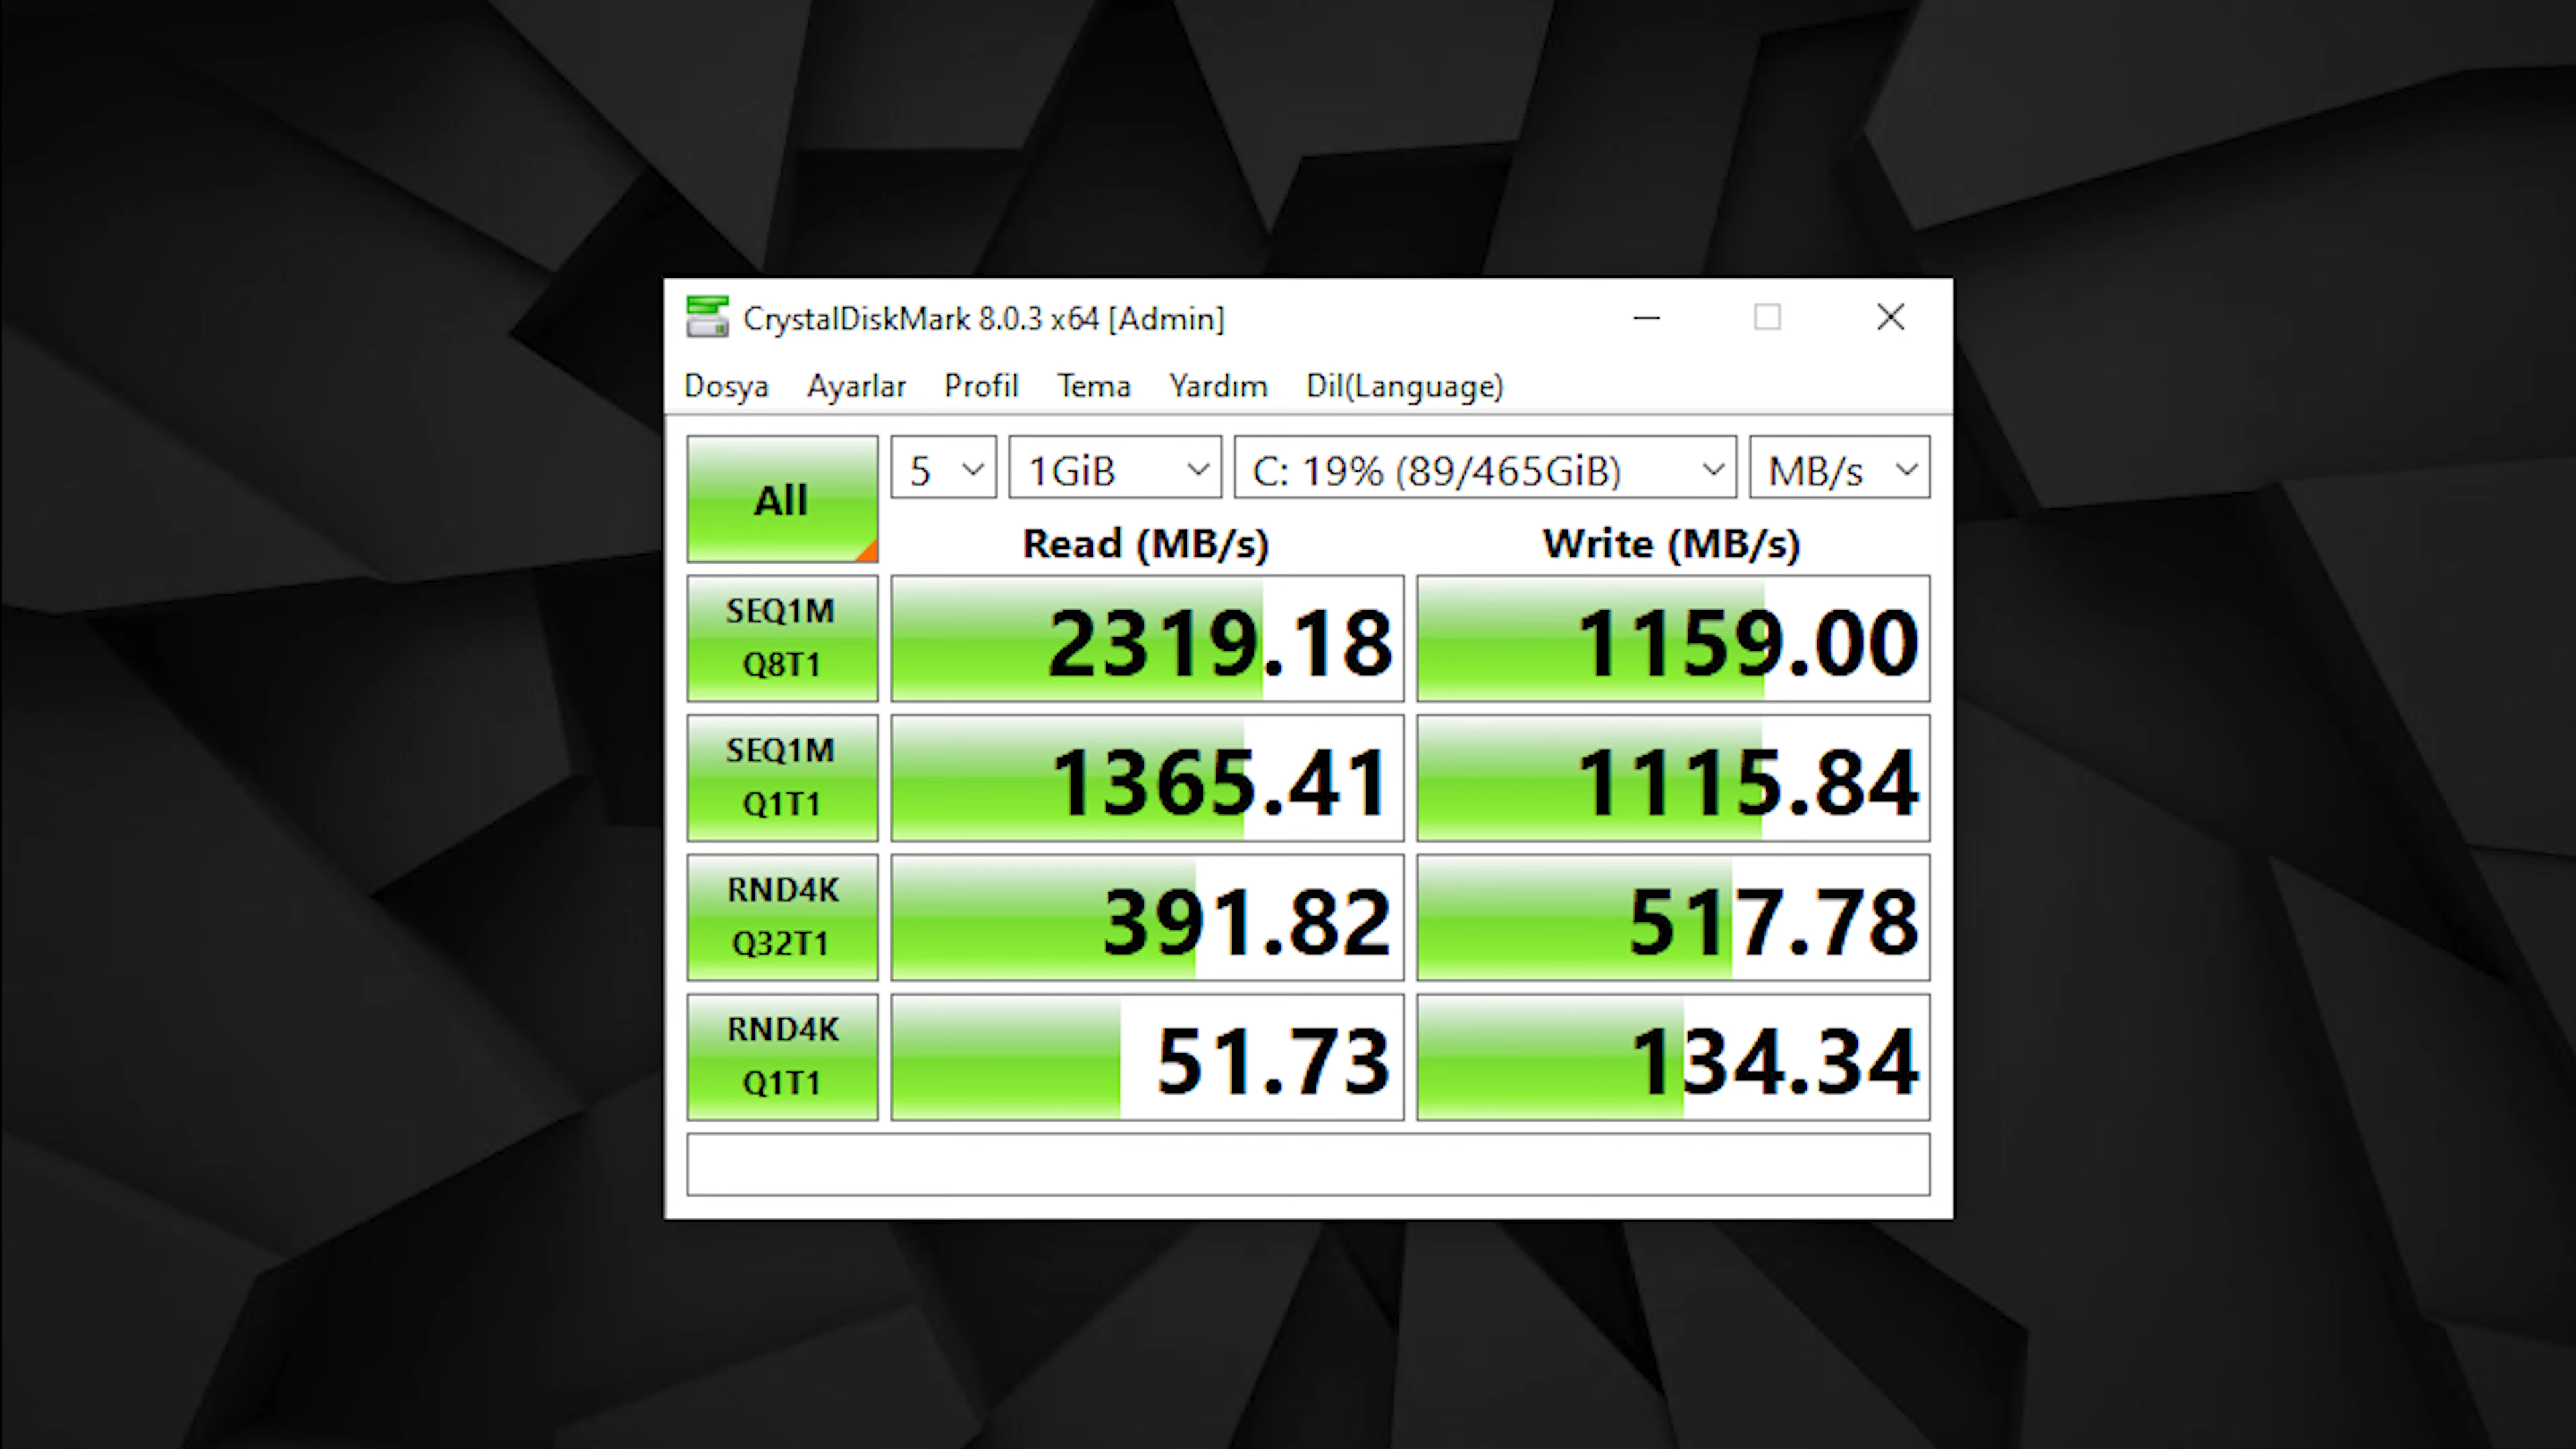 CrystalDiskMark 8.0.3 x64 [Admin]
Dosya Ayarlar Profil Tema Yardım Dil(Language)
All 5 1GiB C: 19% (89/465GiB) MB/s
Read (MB/s) Write (MB/s)
SEQ1M
Q8T1
2319.18 1159.00
SEQ1M
Q1T1
1365.41 1115.84
RND4K
Q32T1
391.82 517.78
RND4K
Q1T1
51.73 134.34